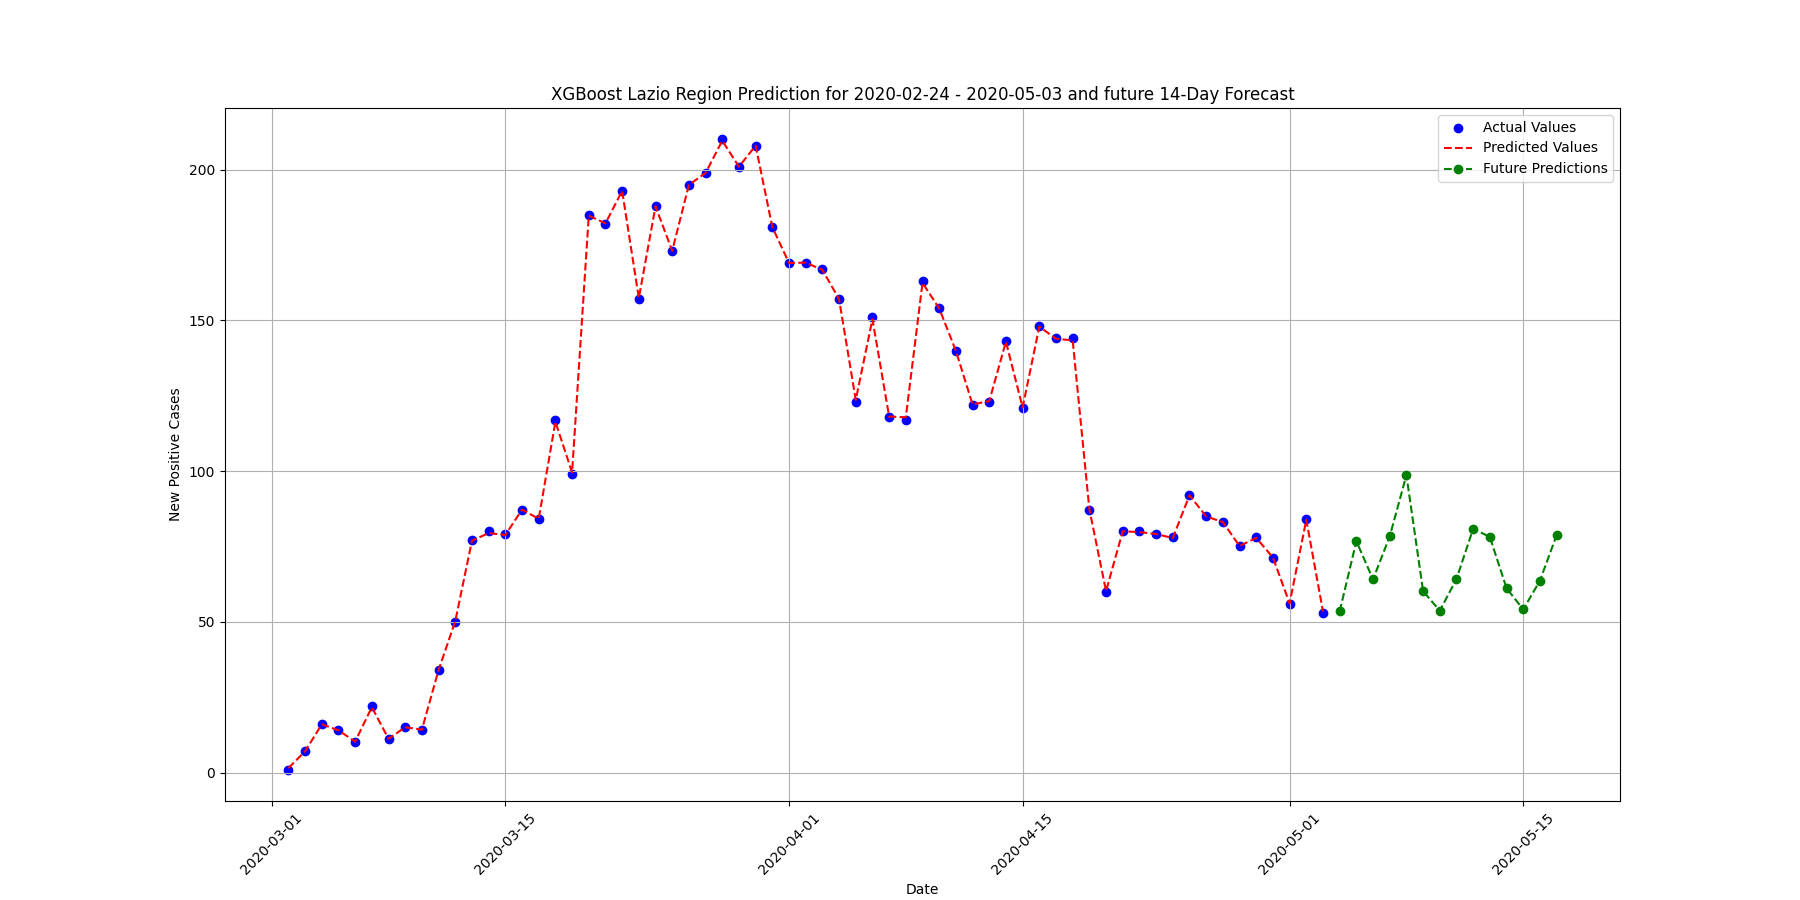 XGBoost Lazio Region Prediction for 2020-02-24 - 2020-05-03 and future 14-Day Forecast
Actual Values
Predicted Values
Future Predictions
New Positive Cases
200
150
100
50
0
2020-03-01
2020-03-15
2020-04-01
2020-04-15
2020-05-01
2020-05-15
Date